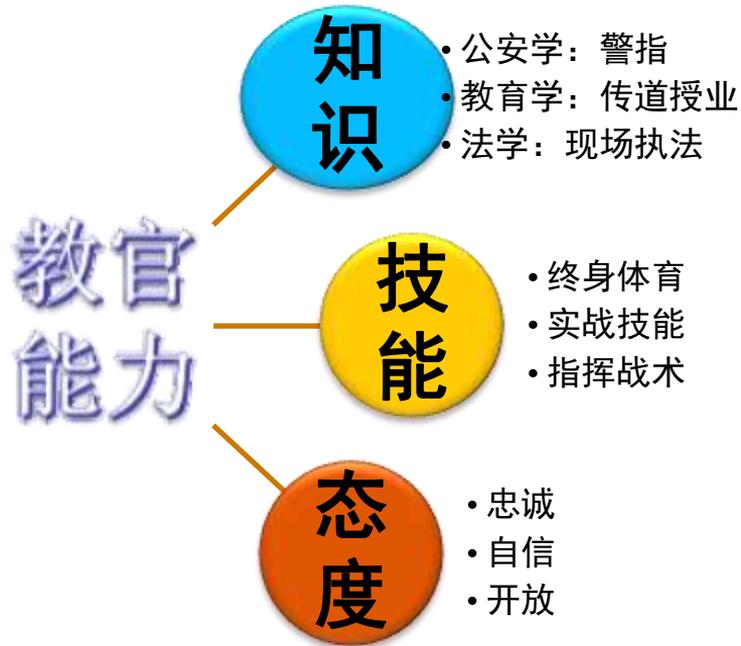 教官
能力
知
识
• 公安学：警指
• 教育学：传道授业
• 法学：现场执法
技
能
• 终身体育
• 实战技能
• 指挥战术
态
度
• 忠诚
• 自信
• 开放